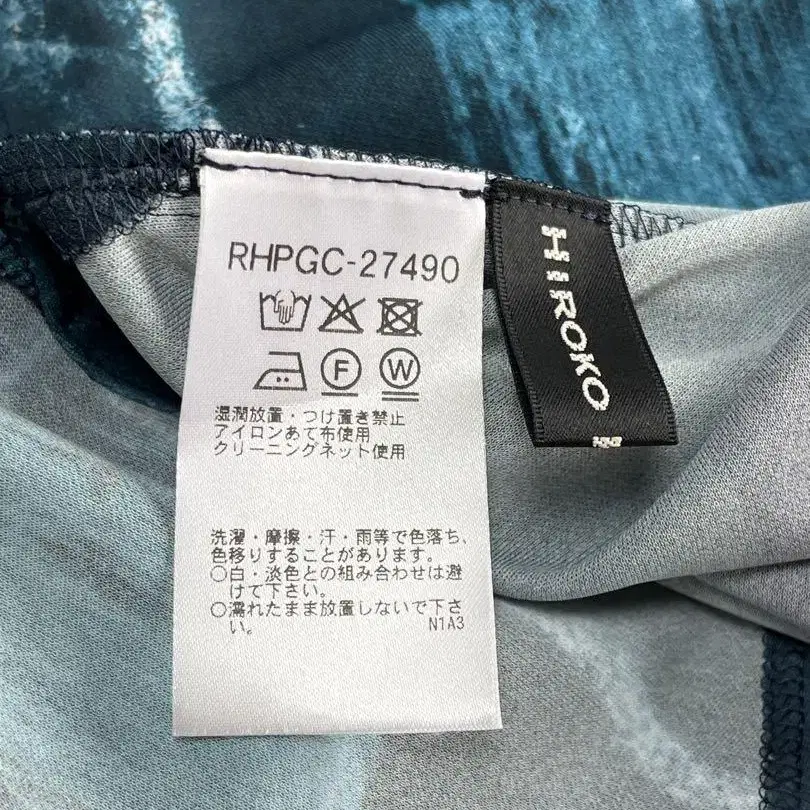 RHPGC-27490
F W
湿潤放置・つけ置き禁止
アイロンあて布使用
クリーニングネット使用
洗濯・摩擦・汗・雨等で色落ち、
色移りすることがあります。
○白・淡色との組み合わせは避
けて下さい。
○濡れたまま放置しないで下さ
い。
N1A3
HIROKO